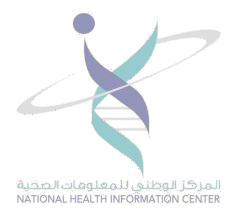 المركز الوطني للمعلومات الصحية
NATIONAL HEALTH INFORMATION CENTER